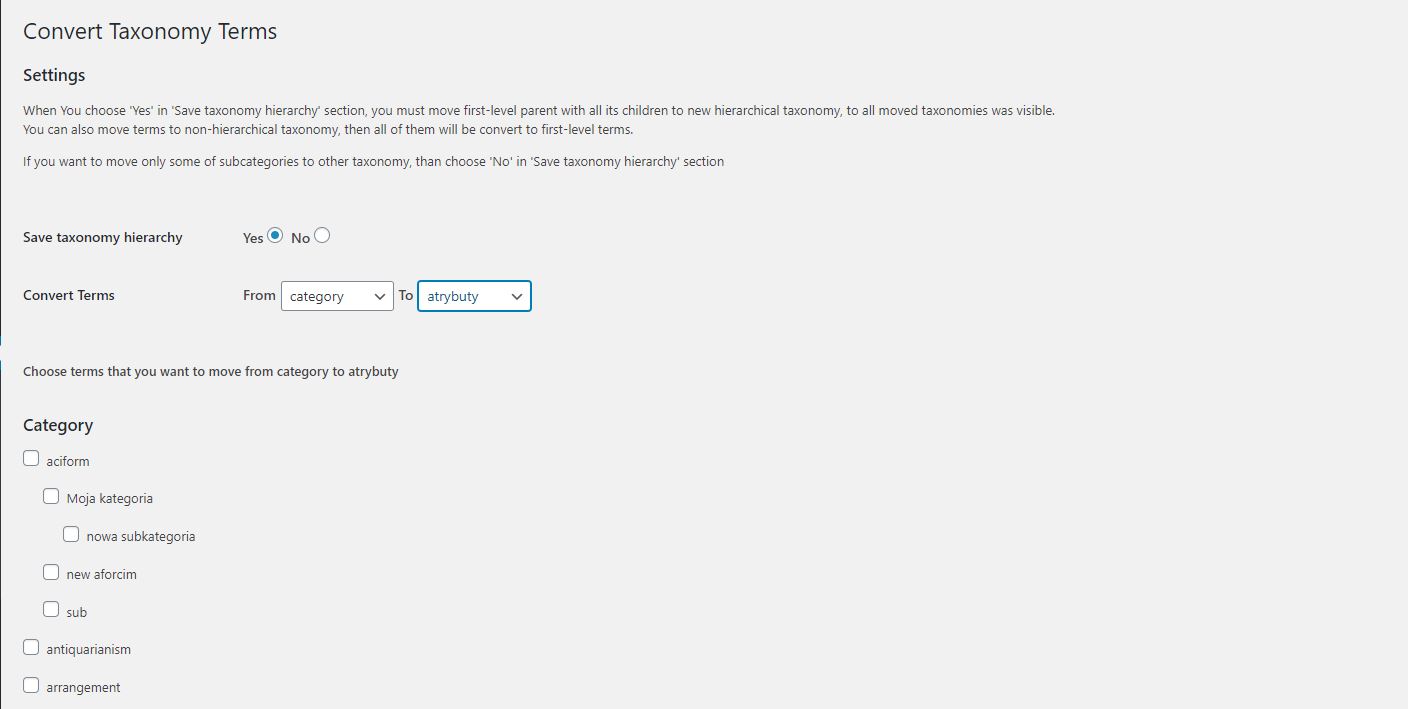 Convert Taxonomy Terms
Settings
When You choose 'Yes' in 'Save taxonomy hierarchy' section, you must move first-level parent with all its children to new hierarchical taxonomy, to all moved taxonomies was visible.
You can also move terms to non-hierarchical taxonomy, then all of them will be convert to first-level terms.
If you want to move only some of subcategories to other taxonomy, than choose 'No' in 'Save taxonomy hierarchy' section
Save taxonomy hierarchy Yes No
Convert Terms From category To atrybuty
Choose terms that you want to move from category to atrybuty
Category
aciform
Moja kategoria
nowa subkategoria
new aforcim
sub
antiquarianism
arrangement